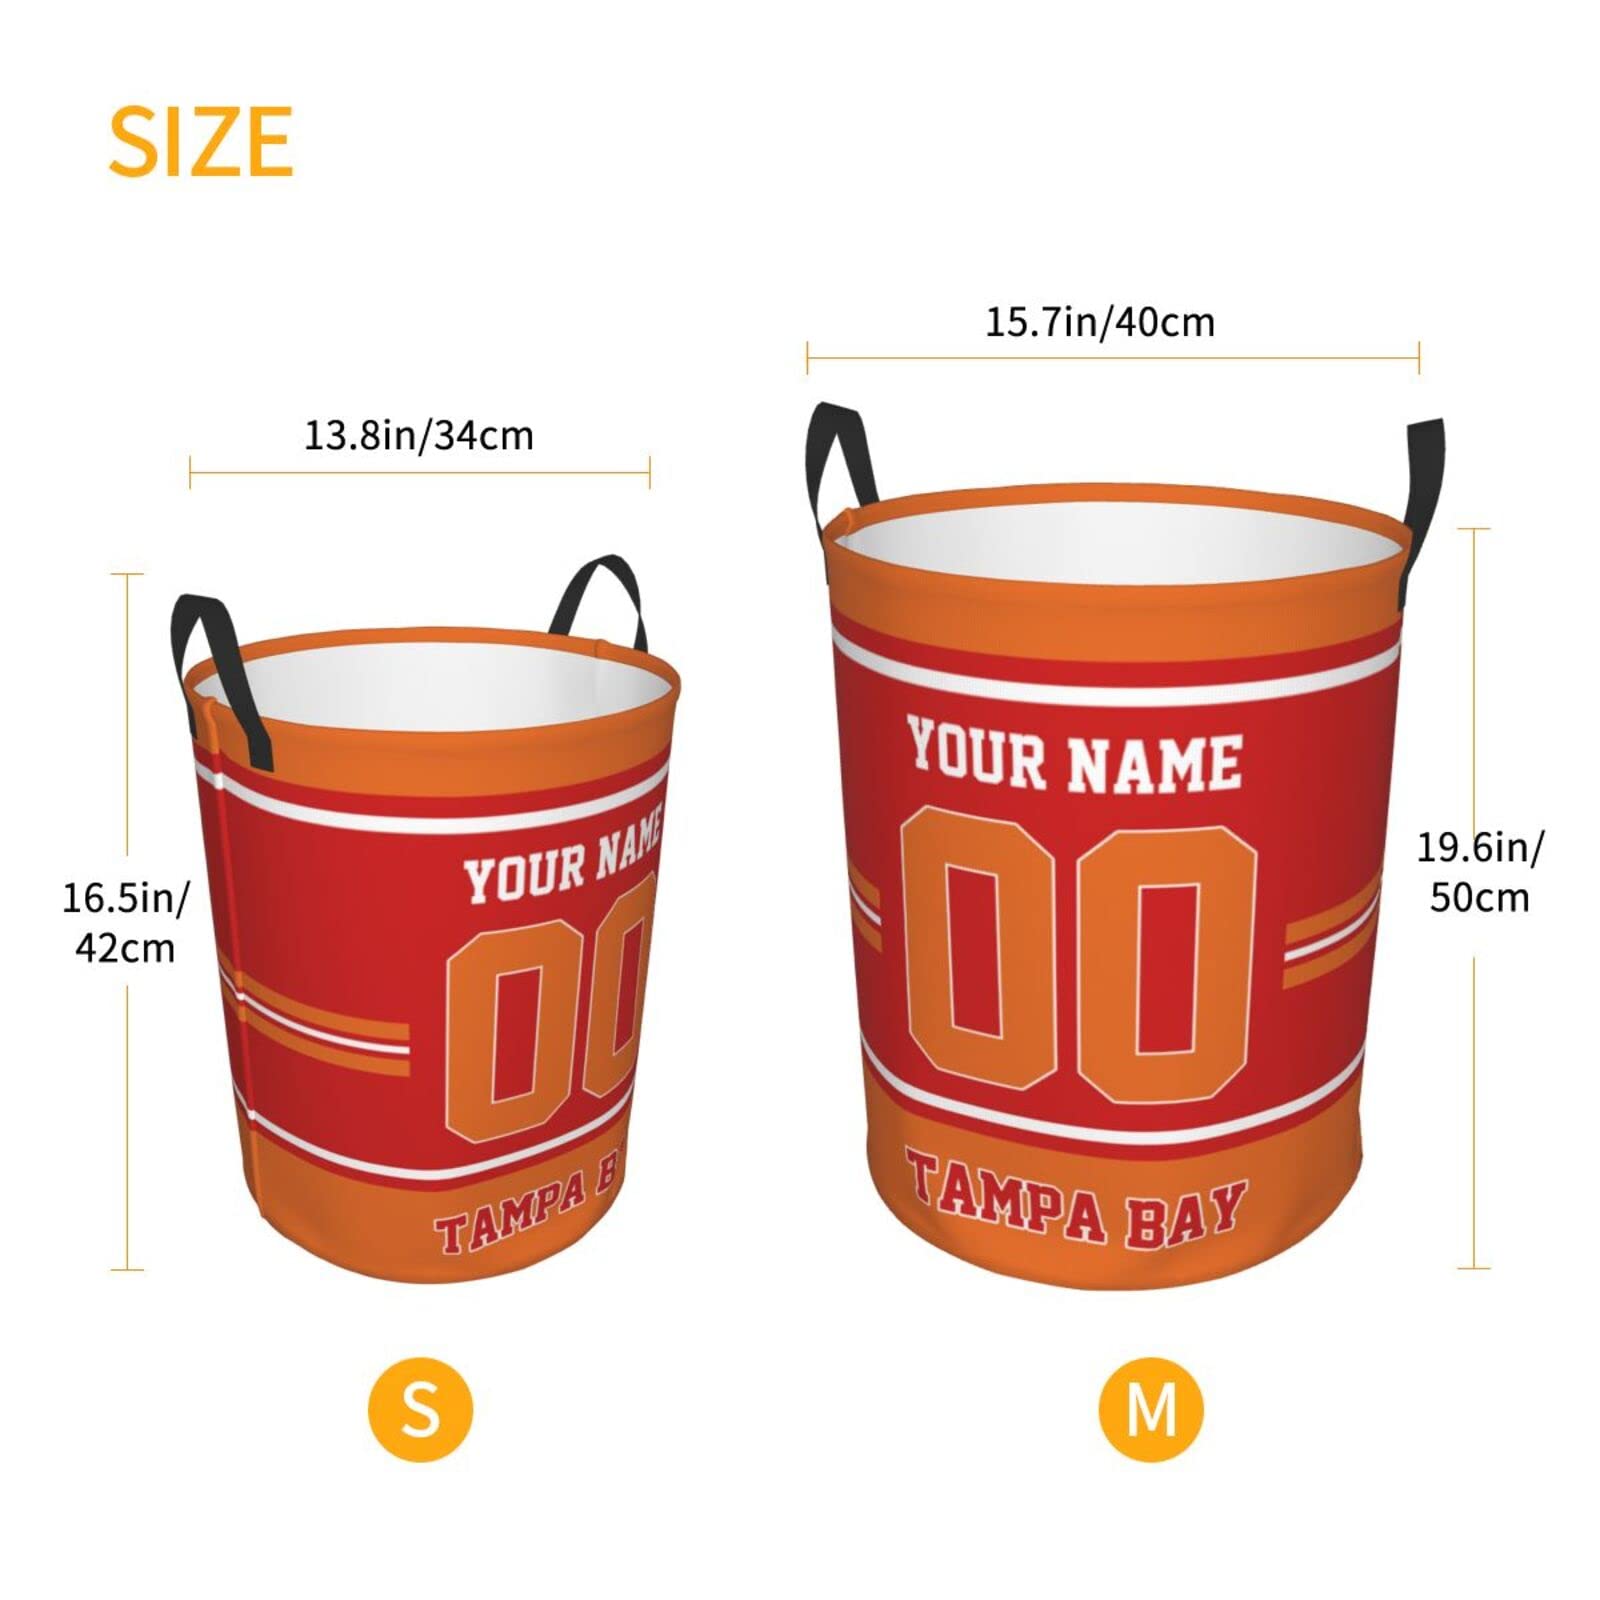 SIZE
15.7in/40cm
13.8in/34cm
16.5in/
42cm
YOUR NAME
00
TAMPA B
YOUR NAME
00
TAMPA BAY
19.6in/
50cm
S
M